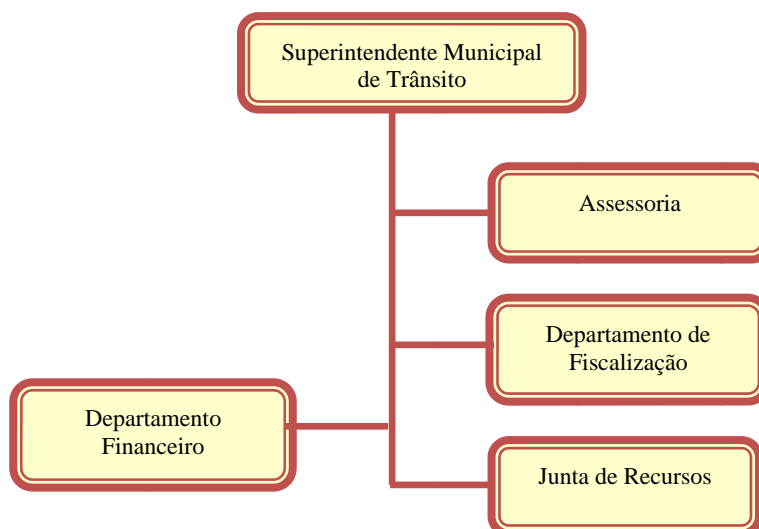 Superintendente Municipal
de Trânsito
Assessoria
Departamento de
Fiscalização
Departamento
Financeiro
Junta de Recursos